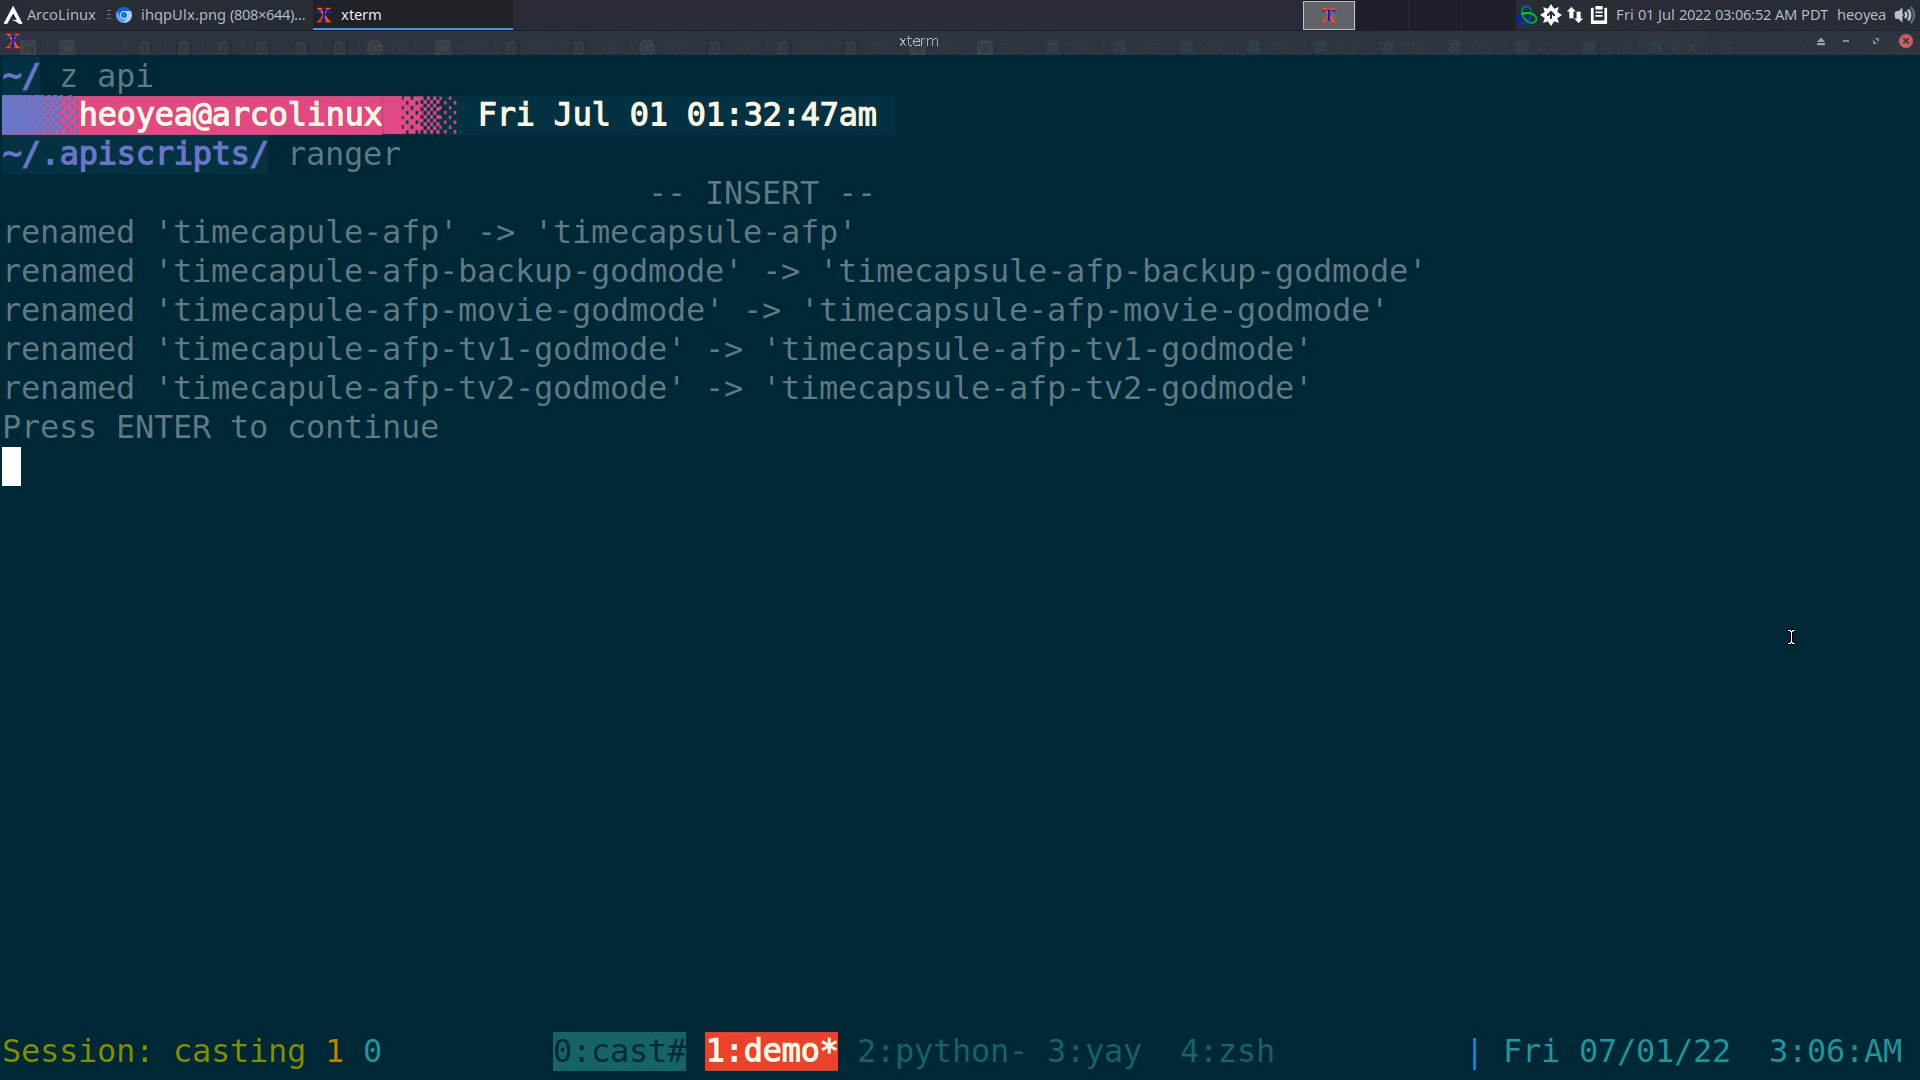 ArcoLinux ihqpUlx.png (808×644)... xterm Fri 01 Jul 2022 03:06:52 AM PDT heoyea
xterm
~/ z api
heoyea@arcolinux Fri Jul 01 01:32:47am
~/.apiscripts/ ranger
-- INSERT --
renamed 'timecapule-afp' -> 'timecapsule-afp'
renamed 'timecapule-afp-backup-godmode' -> 'timecapsule-afp-backup-godmode'
renamed 'timecapule-afp-movie-godmode' -> 'timecapsule-afp-movie-godmode'
renamed 'timecapule-afp-tv1-godmode' -> 'timecapsule-afp-tv1-godmode'
renamed 'timecapule-afp-tv2-godmode' -> 'timecapsule-afp-tv2-godmode'
Press ENTER to continue
Session: casting 1 0 0:cast# 1:demo* 2:python- 3:yay 4:zsh | Fri 07/01/22 3:06:AM